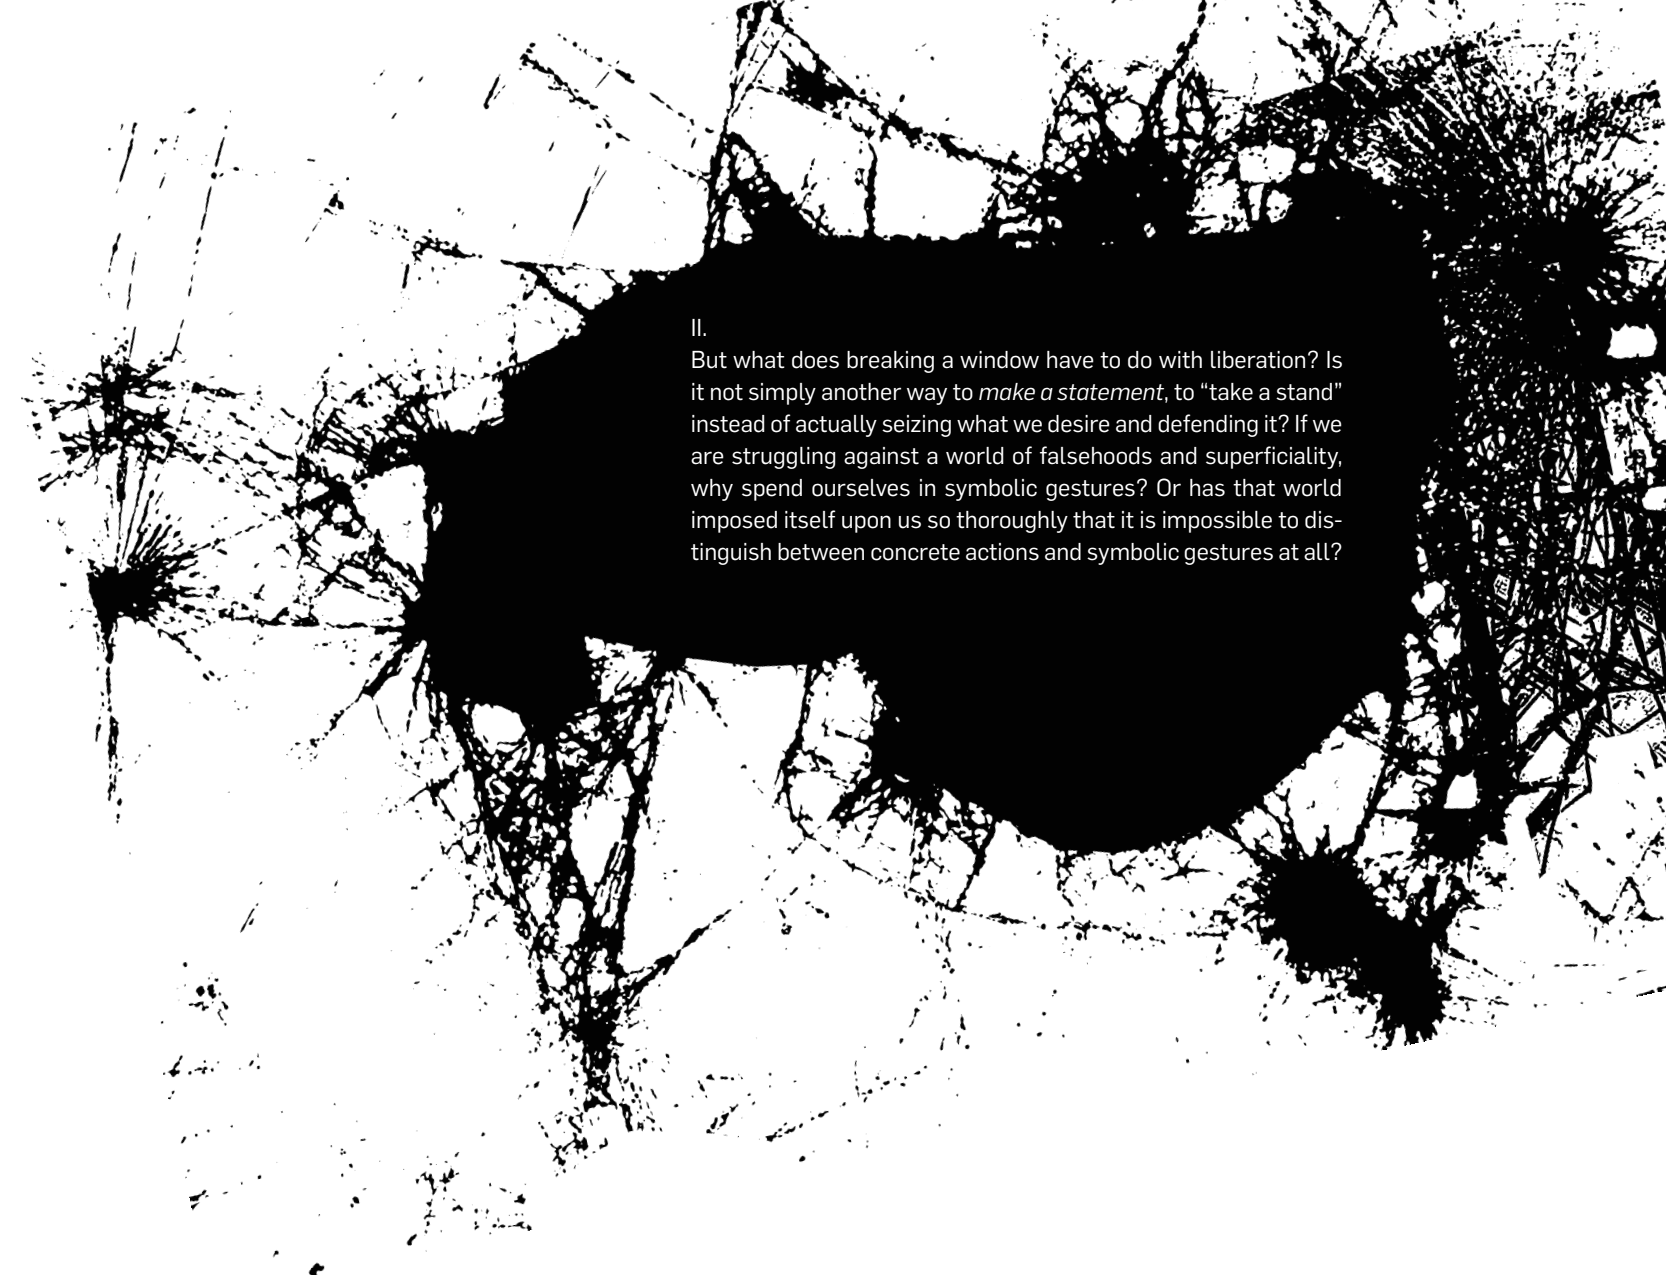 II.
But what does breaking a window have to do with liberation? Is
it not simply another way to make a statement, to “take a stand”
instead of actually seizing what we desire and defending it? If we
are struggling against a world of falsehoods and superficiality,
why spend ourselves in symbolic gestures? Or has that world
imposed itself upon us so thoroughly that it is impossible to dis-
tinguish between concrete actions and symbolic gestures at all?